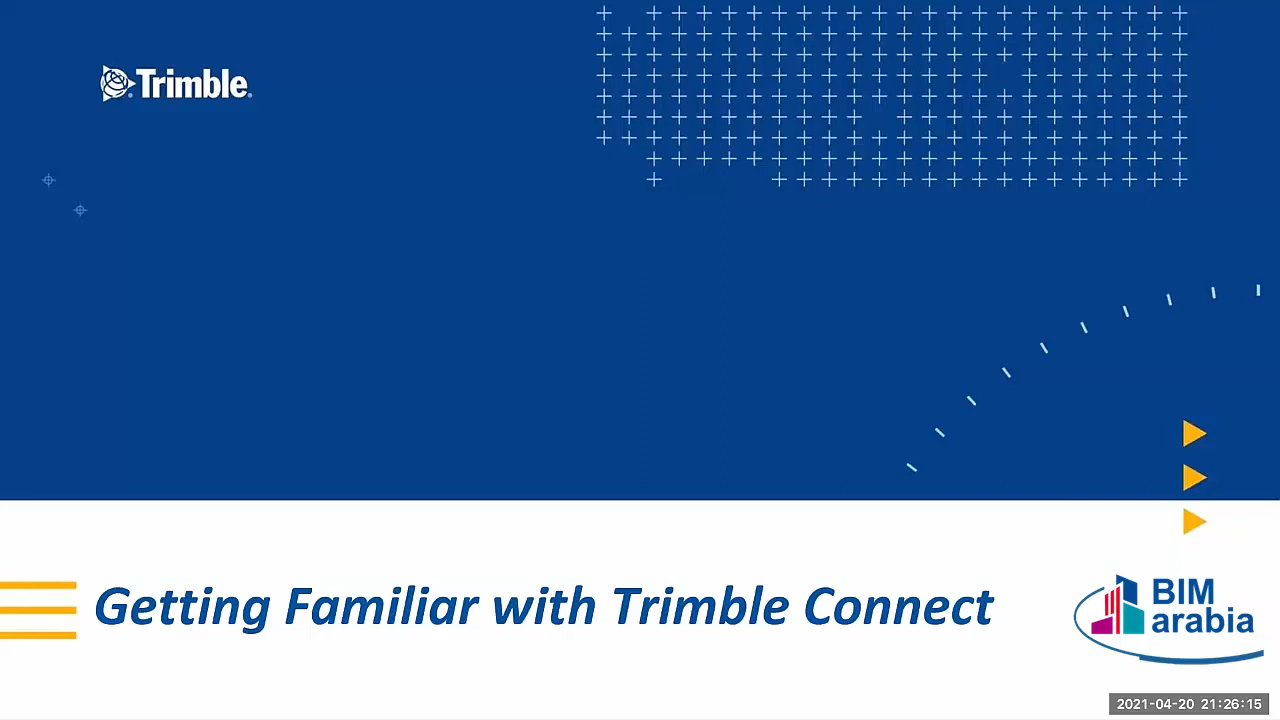 Trimble
Getting Familiar with Trimble Connect
BIM
arabia
2021-04-20 21:26:15